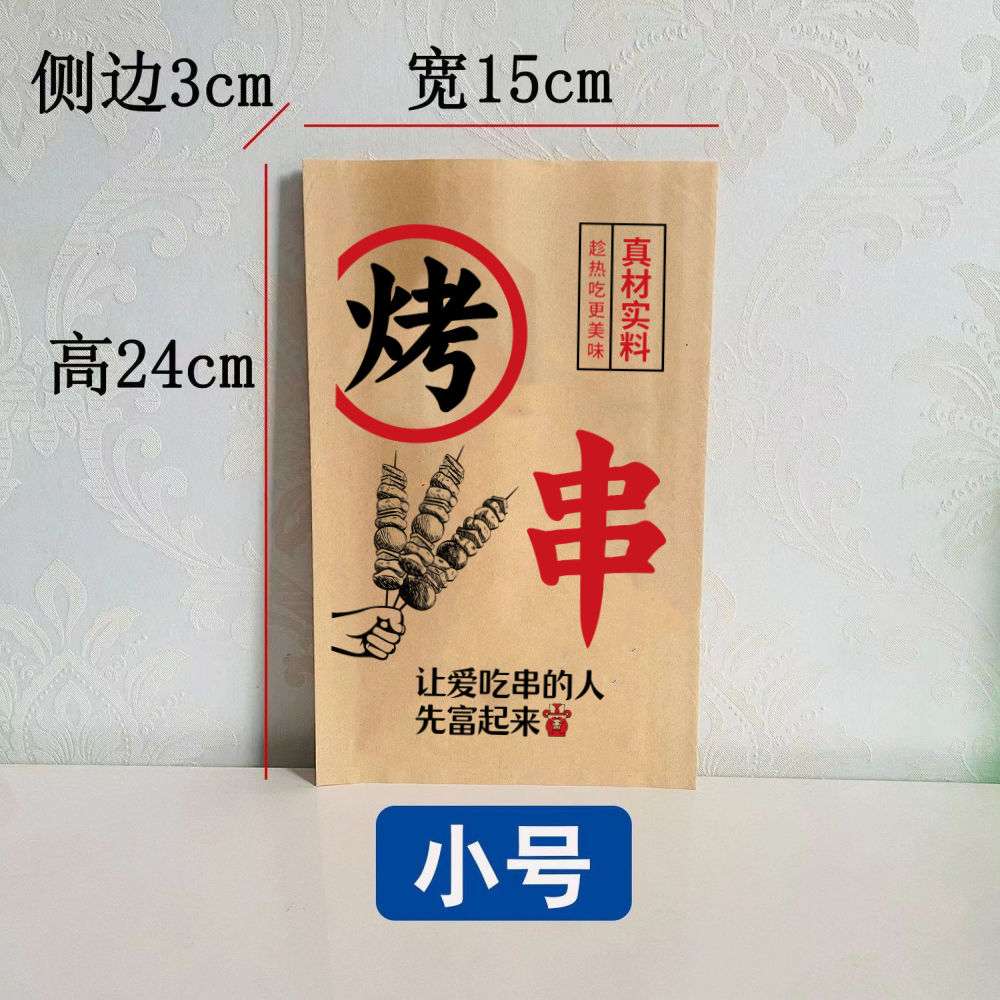 侧边3cm
宽15cm
高24cm
烤
真材实料
趁热吃更美味
串
让爱吃串的人
先富起来
小号